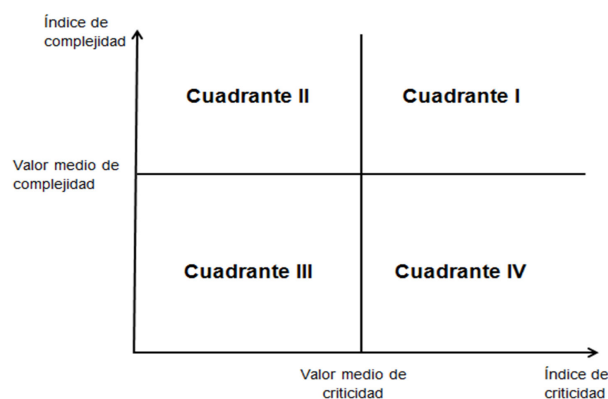 Índice de
complejidad
Cuadrante II
Cuadrante I
Valor medio de
complejidad
Cuadrante III
Cuadrante IV
Valor medio de
criticidad
Índice de
criticidad